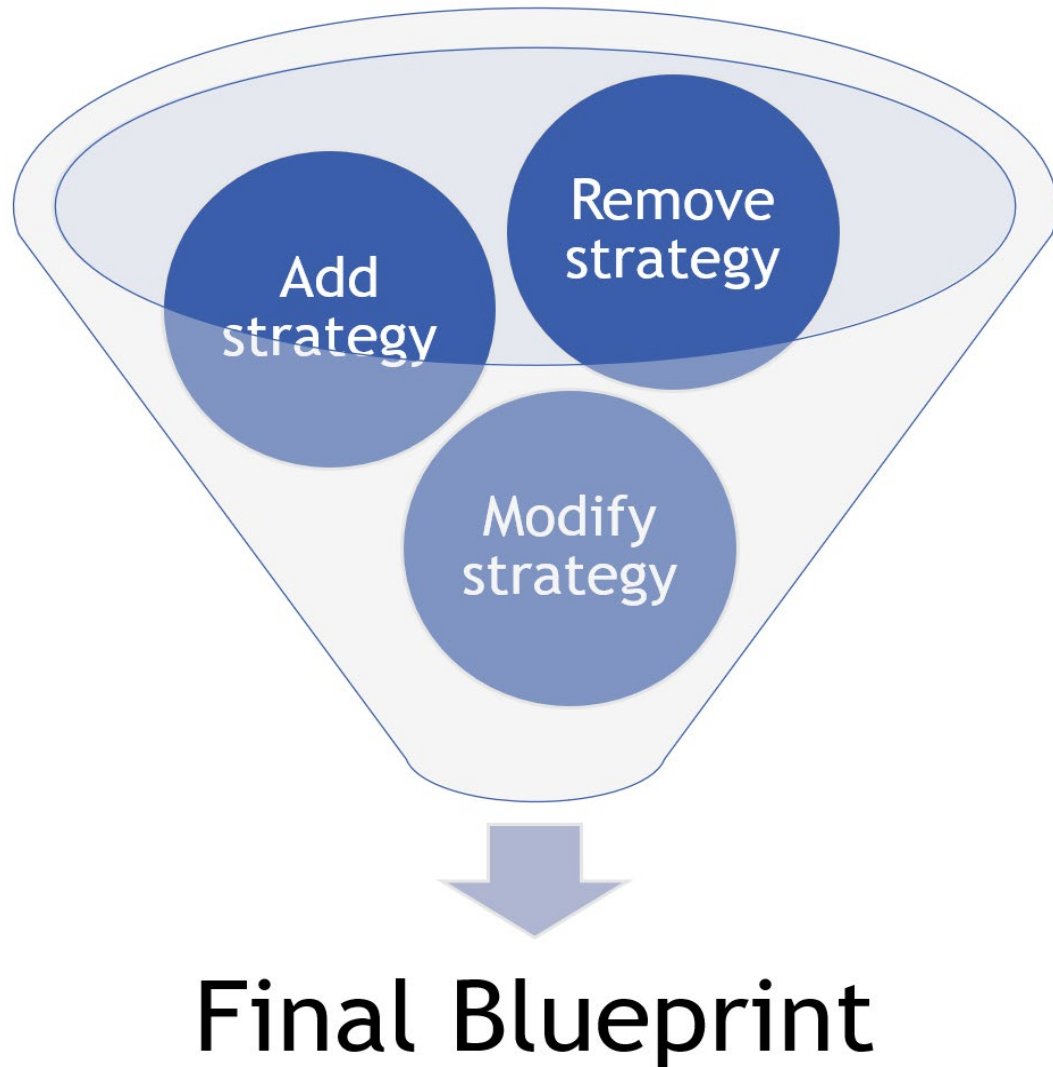 Remove
strategy
Add
strategy
Modify
strategy
Final Blueprint